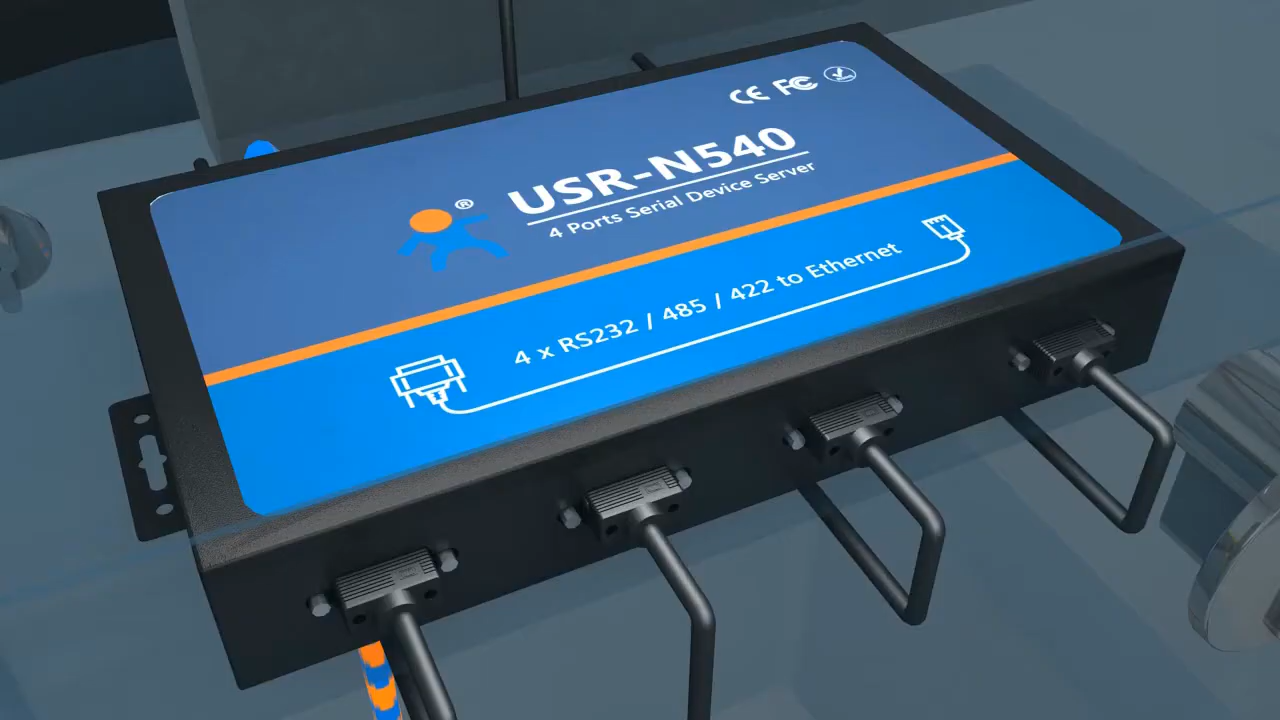 CE FC
®
USR-N540
4 Ports Serial Device Server
4 x RS232 / 485 / 422 to Ethernet